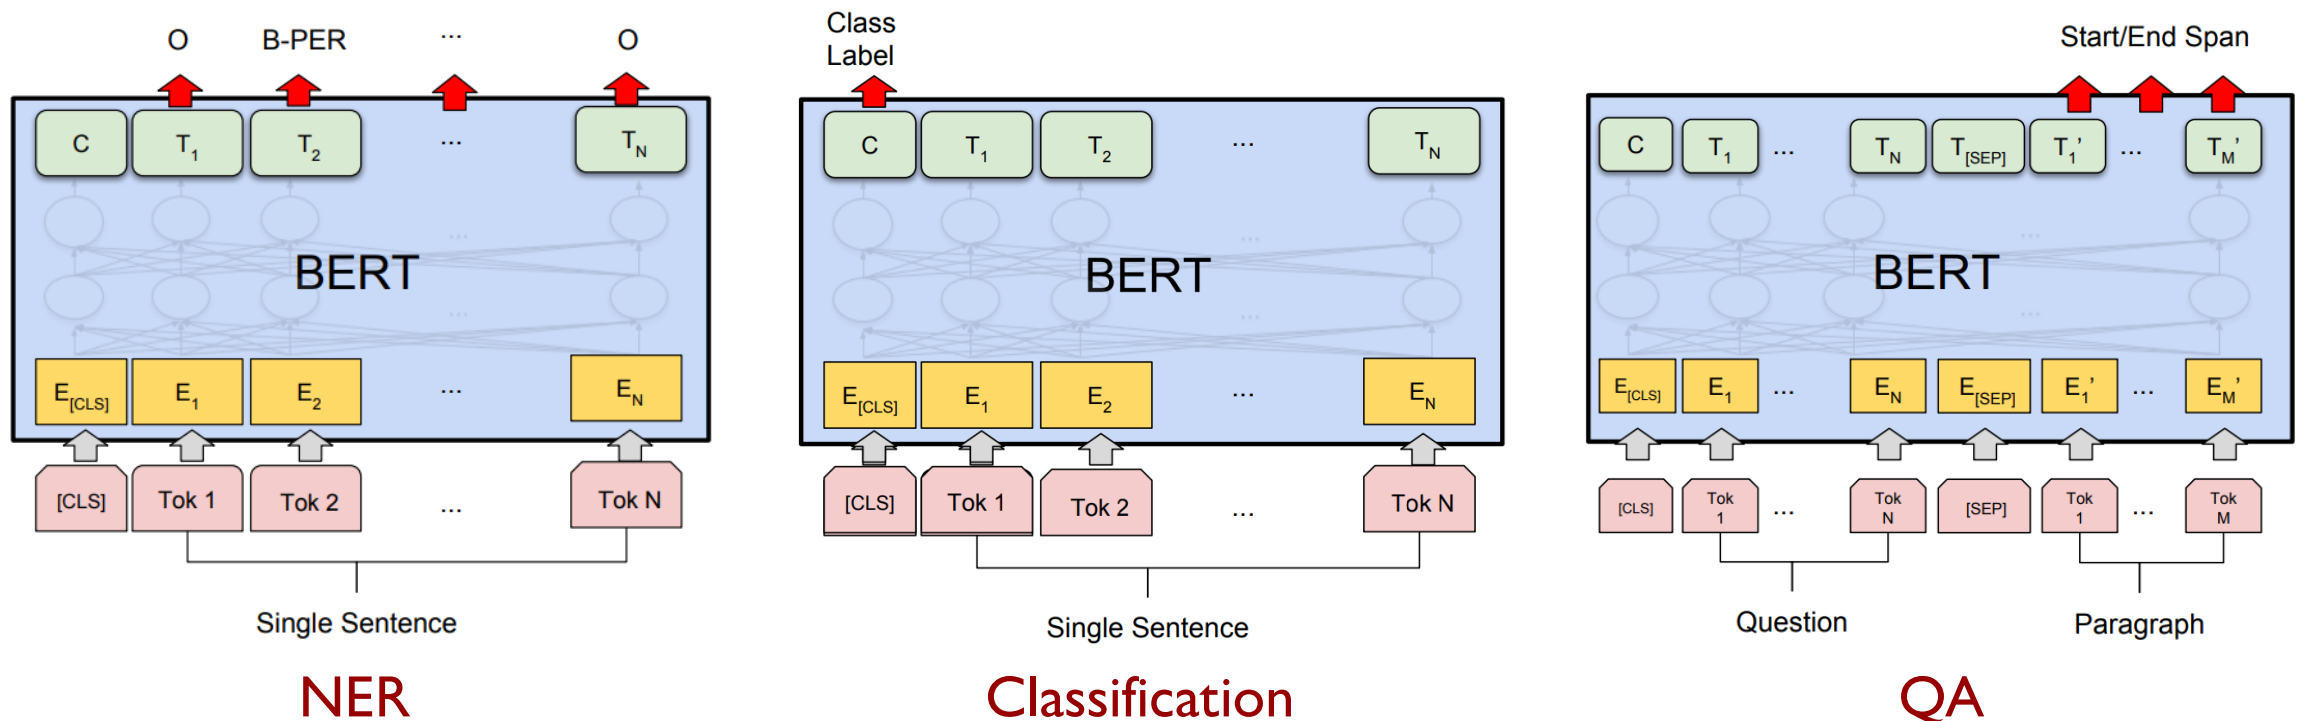 O B-PER ... O
C T1 T2 ... TN
...
BERT
...
E[CLS] E1 E2 ... EN
[CLS] Tok 1 Tok 2 ... Tok N
Single Sentence
NER
Class
Label
C T1 T2 ... TN
...
BERT
...
E[CLS] E1 E2 ... EN
[CLS] Tok 1 Tok 2 ... Tok N
Single Sentence
Classification
Start/End Span
C T1 ... TN T[SEP] T1’ ... TM’
...
BERT
...
E[CLS] E1 ... EN E[SEP] E1’ ... EM’
[CLS] Tok 1 ... Tok N [SEP] Tok 1 ... Tok M
Question Paragraph
QA